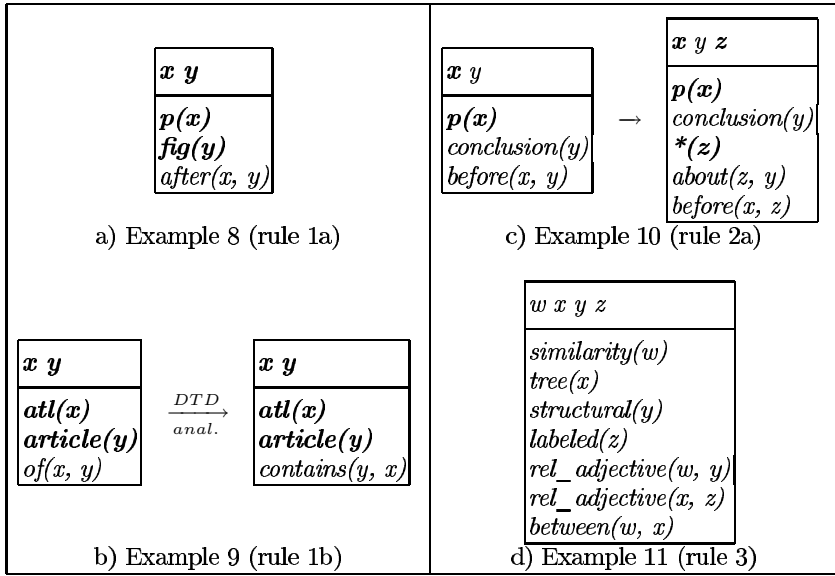 x y
p(x)
fig(y)
after(x, y)
a) Example 8 (rule 1a)
x y
atl(x)
article(y)
of(x, y)
DTD
anal.
x y
atl(x)
article(y)
contains(y, x)
b) Example 9 (rule 1b)
x y
p(x)
conclusion(y)
before(x, y)
→
x y z
p(x)
conclusion(y)
*(z)
about(z, y)
before(x, z)
c) Example 10 (rule 2a)
w x y z
similarity(w)
tree(x)
structural(y)
labeled(z)
rel_adjective(w, y)
rel_adjective(x, z)
between(w, x)
d) Example 11 (rule 3)